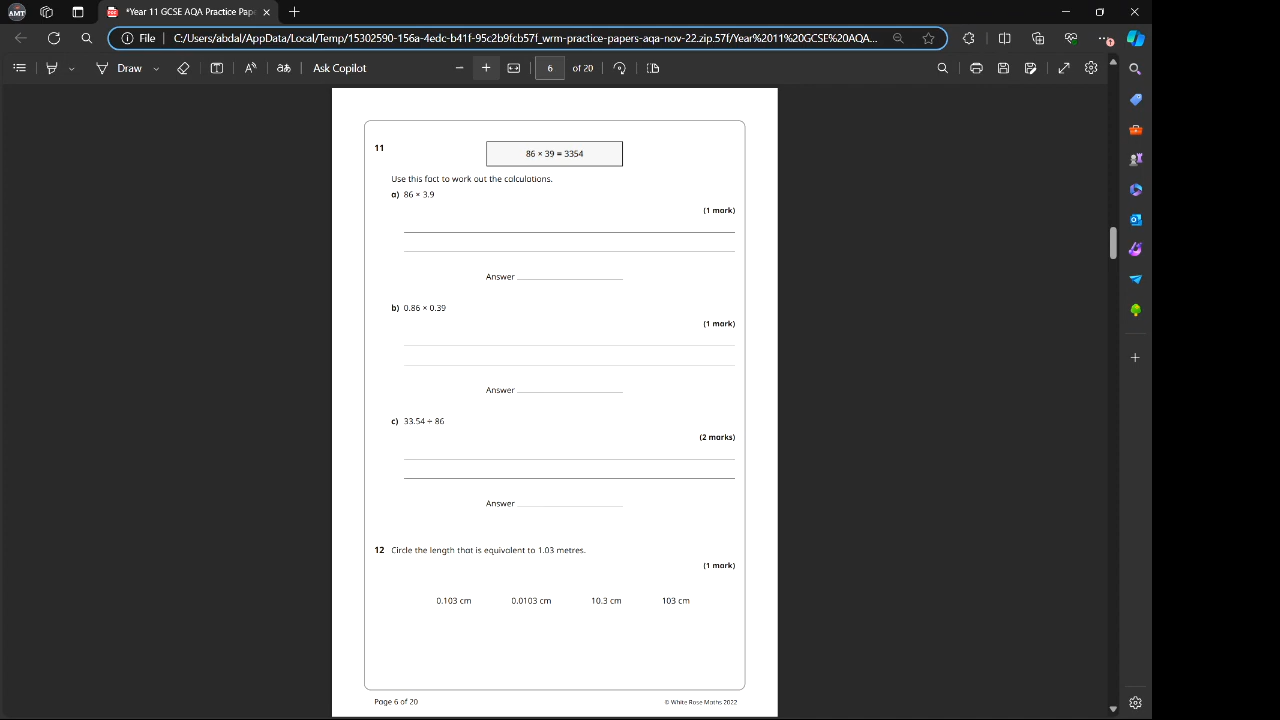 AMT
*Year 11 GCSE AQA Practice Pape
File
C:/Users/abdal/AppData/Local/Temp/15302590-156a-4edc-b41f-95c2b9fcb57f_wrm-practice-papers-aqa-nov-22.zip.57f/Year%2011%20GCSE%20AQA...
Draw
Ask Copilot
6 of 20
11
86 × 39 = 3354
Use this fact to work out the calculations.
a) 86 × 3.9
(1 mark)
Answer
b) 0.86 × 0.39
(1 mark)
Answer
c) 33.54 ÷ 86
(2 marks)
Answer
12 Circle the length that is equivalent to 1.03 metres.
(1 mark)
0.103 cm 0.0103 cm 10.3 cm 103 cm
Page 6 of 20
© White Rose Maths 2022